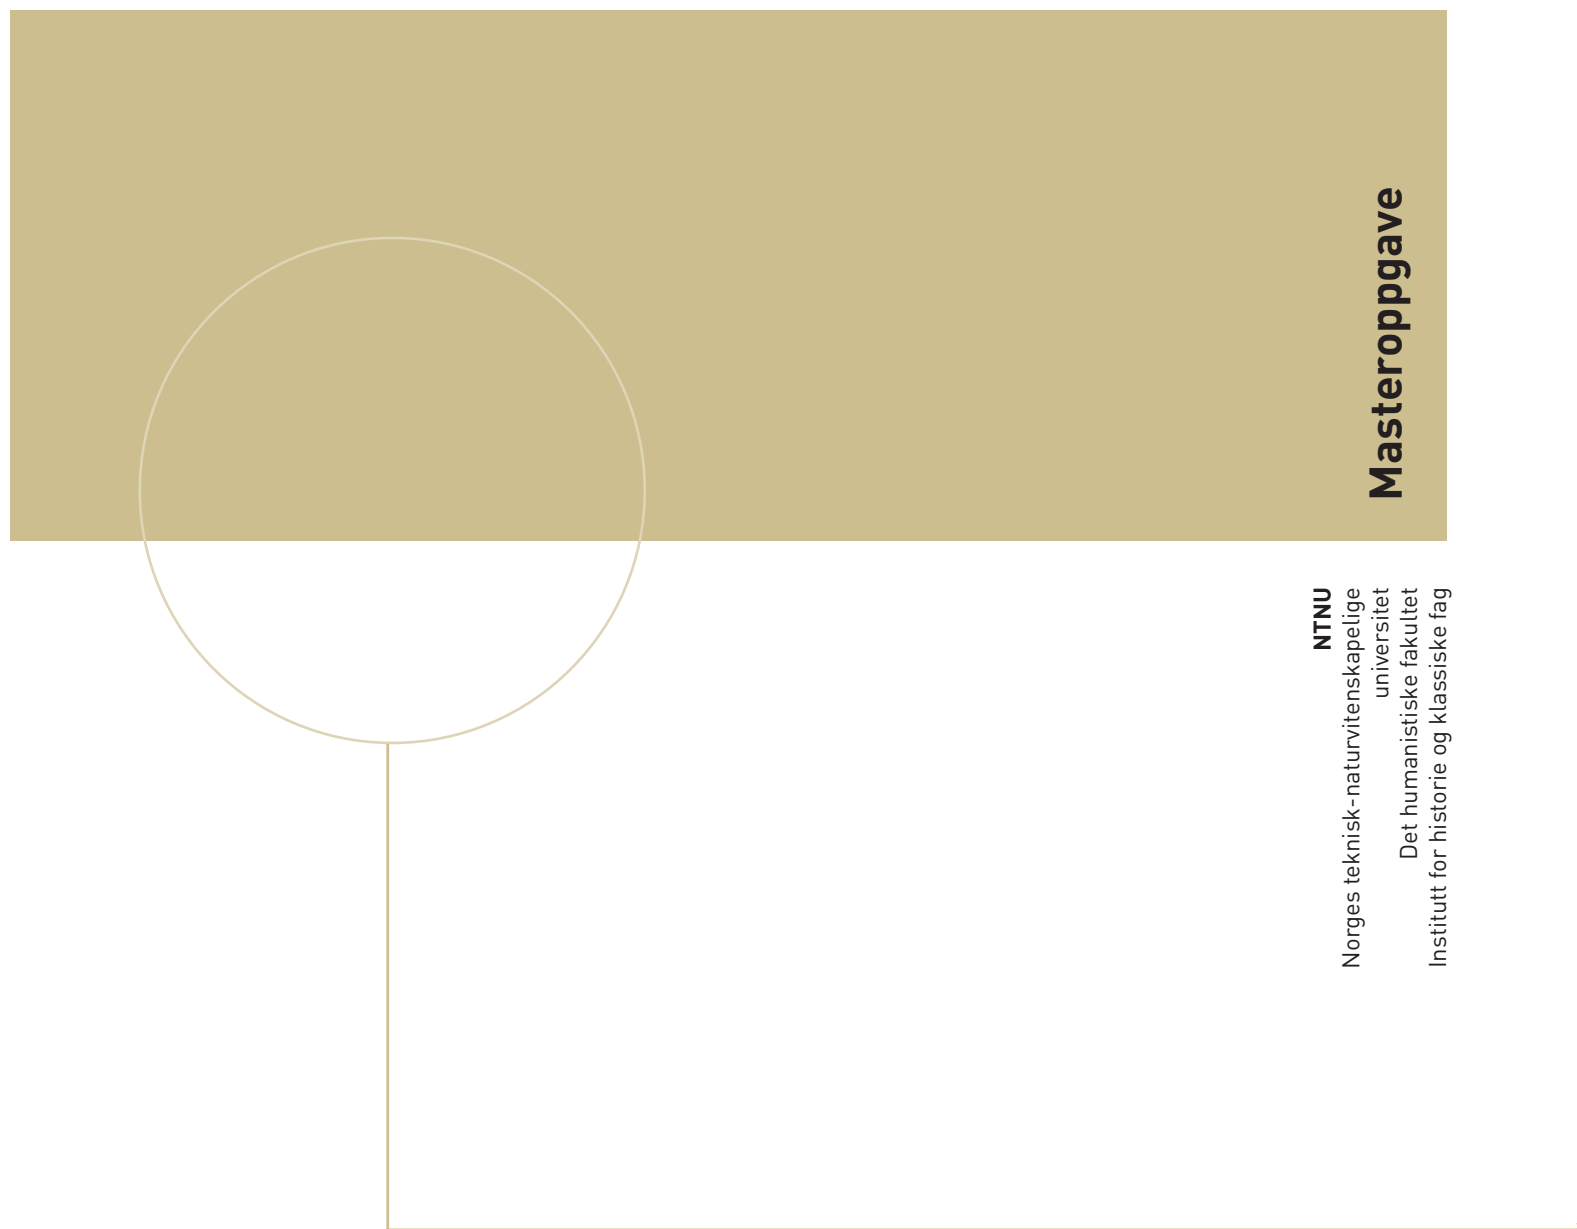 Masteroppgave
NTNU
Norges teknisk-naturvitenskapelige
universitet
Det humanistiske fakultet
Institutt for historie og klassiske fag